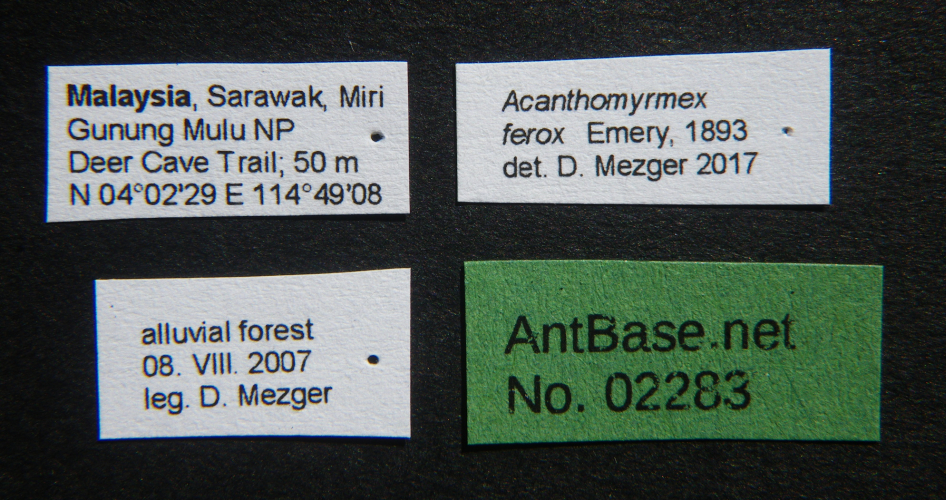 Malaysia, Sarawak, Miri
Gunung Mulu NP
Deer Cave Trail; 50 m
N 04°02'29 E 114°49'08
Acanthomyrmex
ferox Emery, 1893
det. D. Mezger 2017
alluvial forest
08. VIII. 2007
leg. D. Mezger
AntBase.net
No. 02283